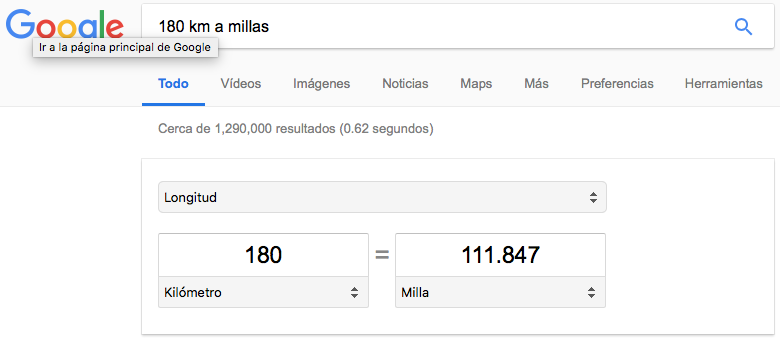 Google
180 km a millas
Ir a la página principal de Google
Todo Vídeos Imágenes Noticias Maps Más Preferencias Herramientas
Cerca de 1,290,000 resultados (0.62 segundos)
Longitud
180 = 111.847
Kilómetro Milla